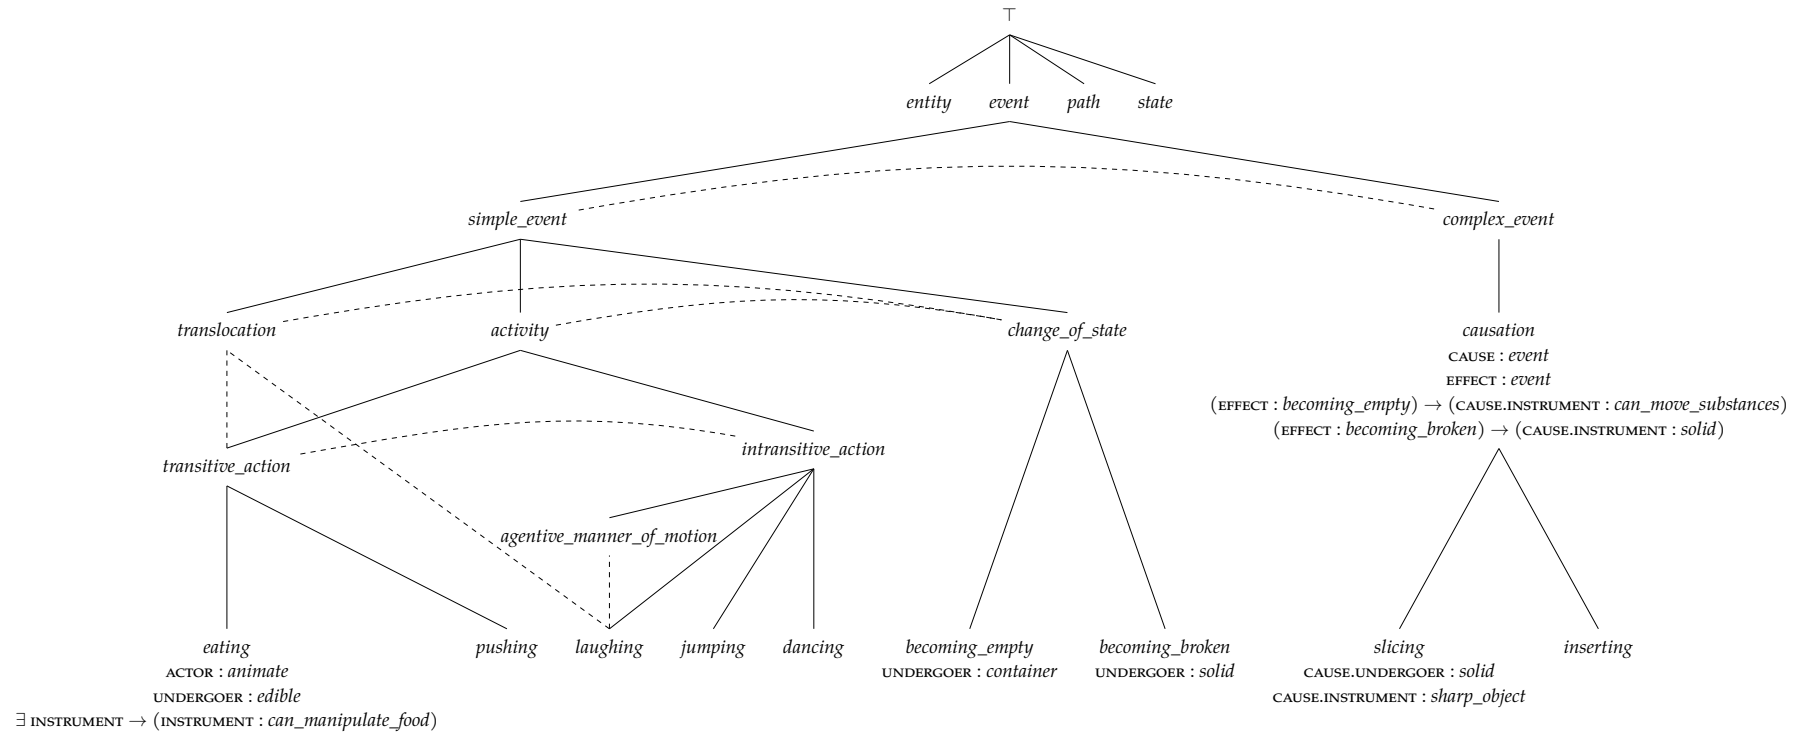 ⊤
entity event path state
simple_event complex_event
translocation activity change_of_state causation
CAUSE : event
EFFECT : event
(EFFECT : becoming_empty) → (CAUSE.INSTRUMENT : can_move_substances)
(EFFECT : becoming_broken) → (CAUSE.INSTRUMENT : solid)
transitive_action intransitive_action
agentive_manner_of_motion
eating pushing laughing jumping dancing becoming_empty becoming_broken slicing inserting
ACTOR : animate UNDERGOER : container UNDERGOER : solid CAUSE.UNDERGOER : solid
UNDERGOER : edible CAUSE.INSTRUMENT : sharp_object
∃ INSTRUMENT → (INSTRUMENT : can_manipulate_food)